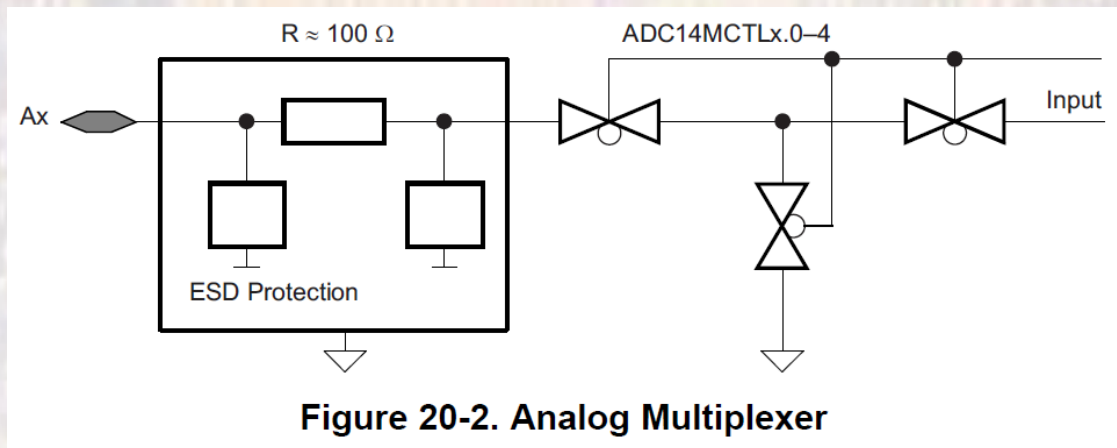 R ≈ 100 Ω
ADC14MCTLx.0–4
Ax
Input
ESD Protection
Figure 20-2. Analog Multiplexer